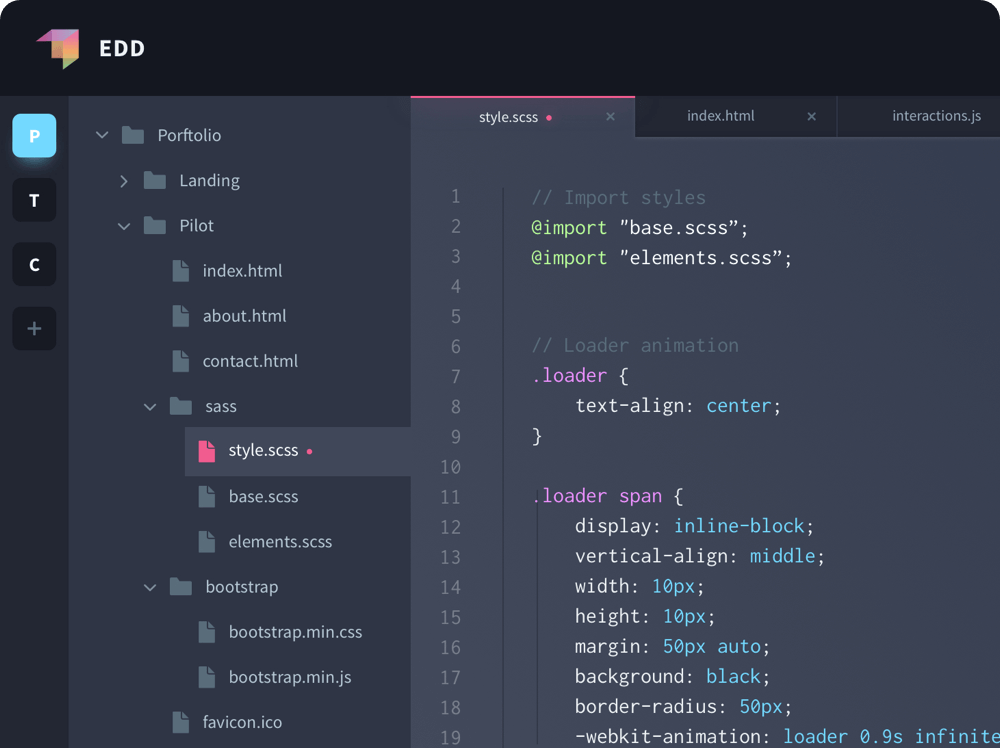 EDD
P
T
C
+
Porftolio
Landing
Pilot
index.html
about.html
contact.html
sass
style.scss
base.scss
elements.scss
bootstrap
bootstrap.min.css
bootstrap.min.js
favicon.ico
style.scss × index.html × interactions.js
1 // Import styles
2 @import "base.scss”;
3 @import "elements.scss”;
4
5
6 // Loader animation
7 .loader {
8 text-align: center;
9 }
10
11 .loader span {
12 display: inline-block;
13 vertical-align: middle;
14 width: 10px;
15 height: 10px;
16 margin: 50px auto;
17 background: black;
18 border-radius: 50px;
19 -webkit-animation: loader 0.9s infinite